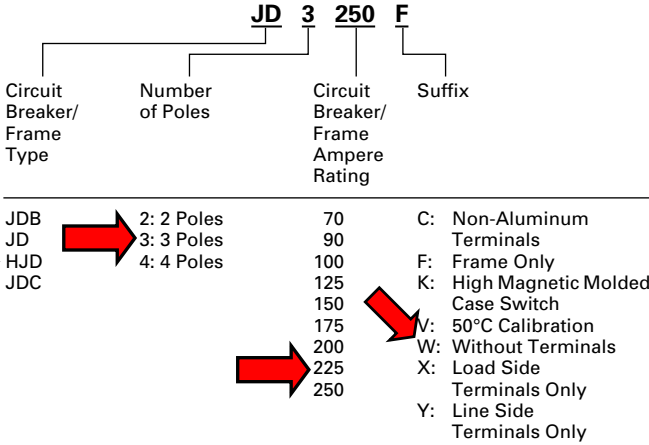 JD 3 250 F
Circuit
Breaker/
Frame
Type
Number
of Poles
Circuit
Breaker/
Frame
Ampere
Rating
Suffix
JDB
JD
HJD
JDC
2: 2 Poles
3: 3 Poles
4: 4 Poles
70
90
100
125
150
175
200
225
250
C: Non-Aluminum
Terminals
F: Frame Only
K: High Magnetic Molded
Case Switch
V: 50°C Calibration
W: Without Terminals
X: Load Side
Terminals Only
Y: Line Side
Terminals Only